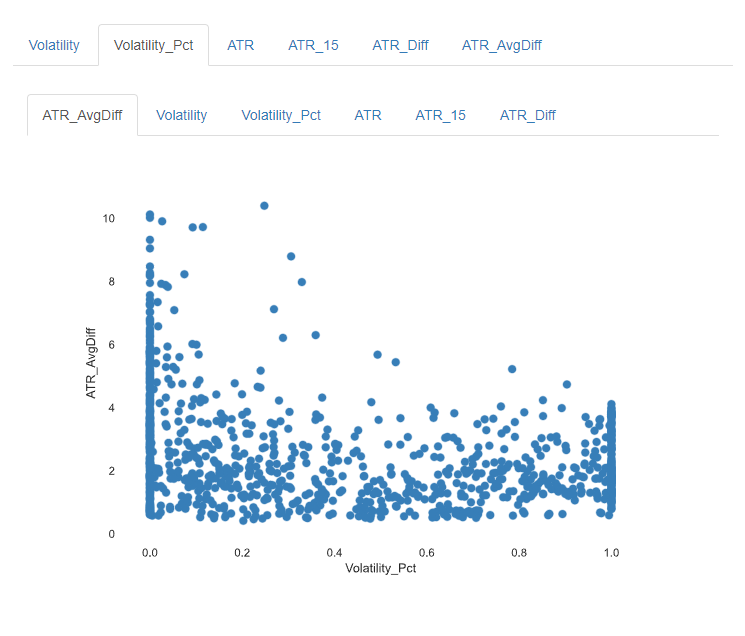 Volatility Volatility_Pct ATR ATR_15 ATR_Diff ATR_AvgDiff
ATR_AvgDiff Volatility Volatility_Pct ATR ATR_15 ATR_Diff
10
8
6
4
2
0
ATR_AvgDiff
0.0 0.2 0.4 0.6 0.8 1.0
Volatility_Pct